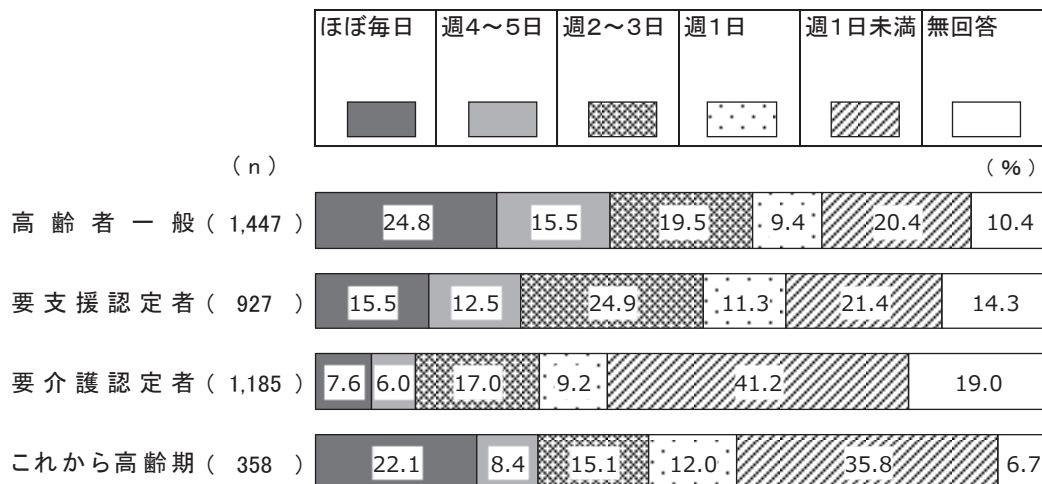 ほぼ毎日 週4～5日 週2～3日 週1日 週1日未満 無回答
（n） （％）
高齢者一般（1,447） 24.8 15.5 19.5 9.4 20.4 10.4
要支援認定者（927） 15.5 12.5 24.9 11.3 21.4 14.3
要介護認定者（1,185） 7.6 6.0 17.0 9.2 41.2 19.0
これから高齢期（358） 22.1 8.4 15.1 12.0 35.8 6.7